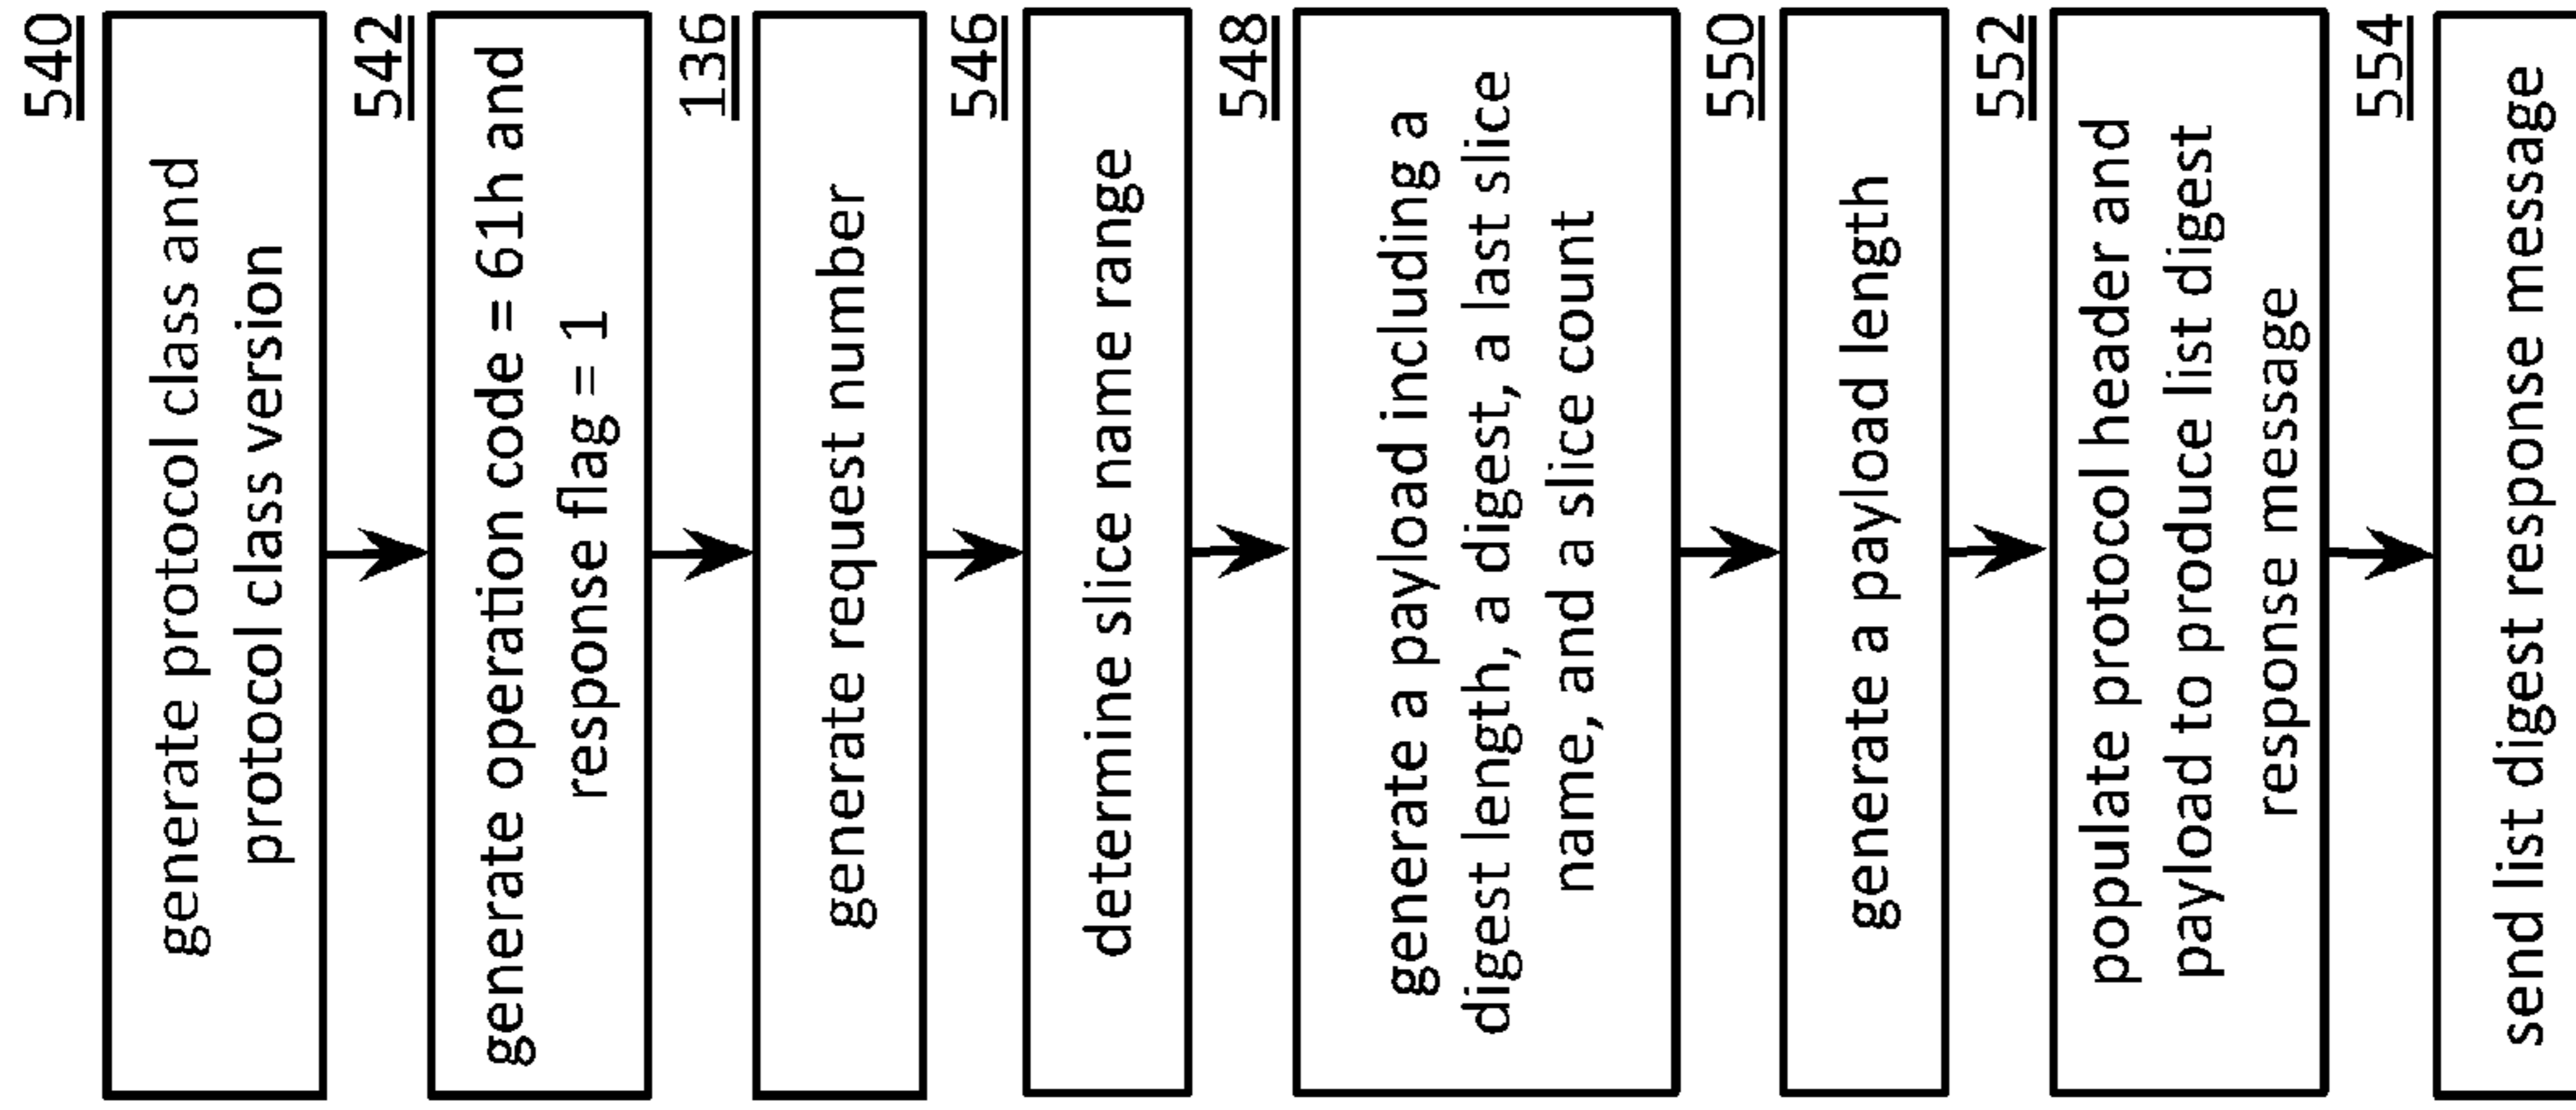 540
generate protocol class and
protocol class version
542
generate operation code = 61h and
response flag = 1
136
generate request number
546
determine slice name range
548
generate a payload including a
digest length, a digest, a last slice
name, and a slice count
550
generate a payload length
552
populate protocol header and
payload to produce list digest
response message
554
send list digest response message